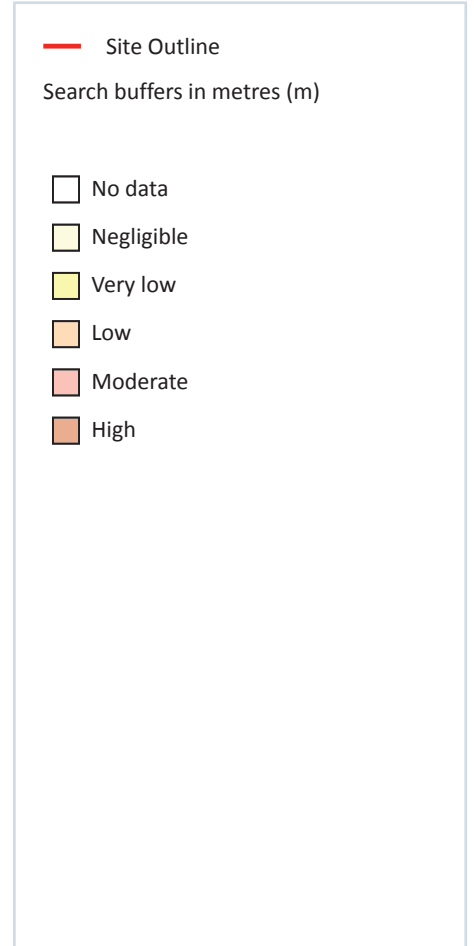 Site Outline
Search buffers in metres (m)
No data
Negligible
Very low
Low
Moderate
High